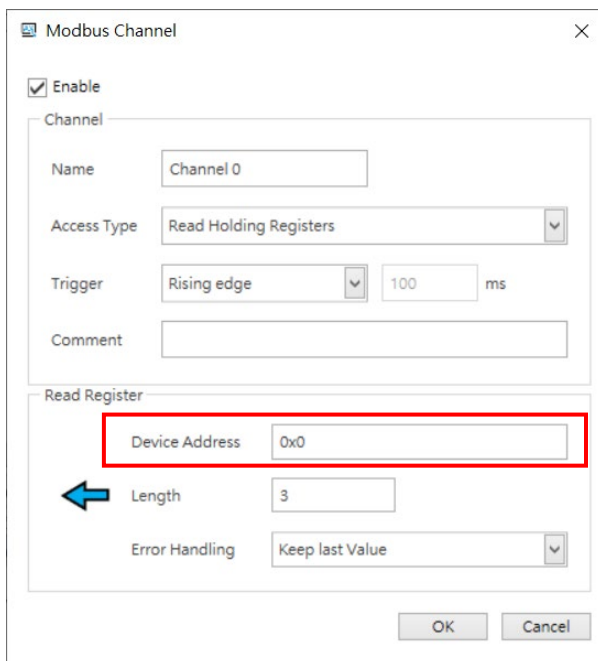 Modbus Channel
Enable
Channel
Name Channel 0
Access Type Read Holding Registers
Trigger Rising edge 100 ms
Comment
Read Register
Device Address 0x0
Length 3
Error Handling Keep last Value
OK Cancel